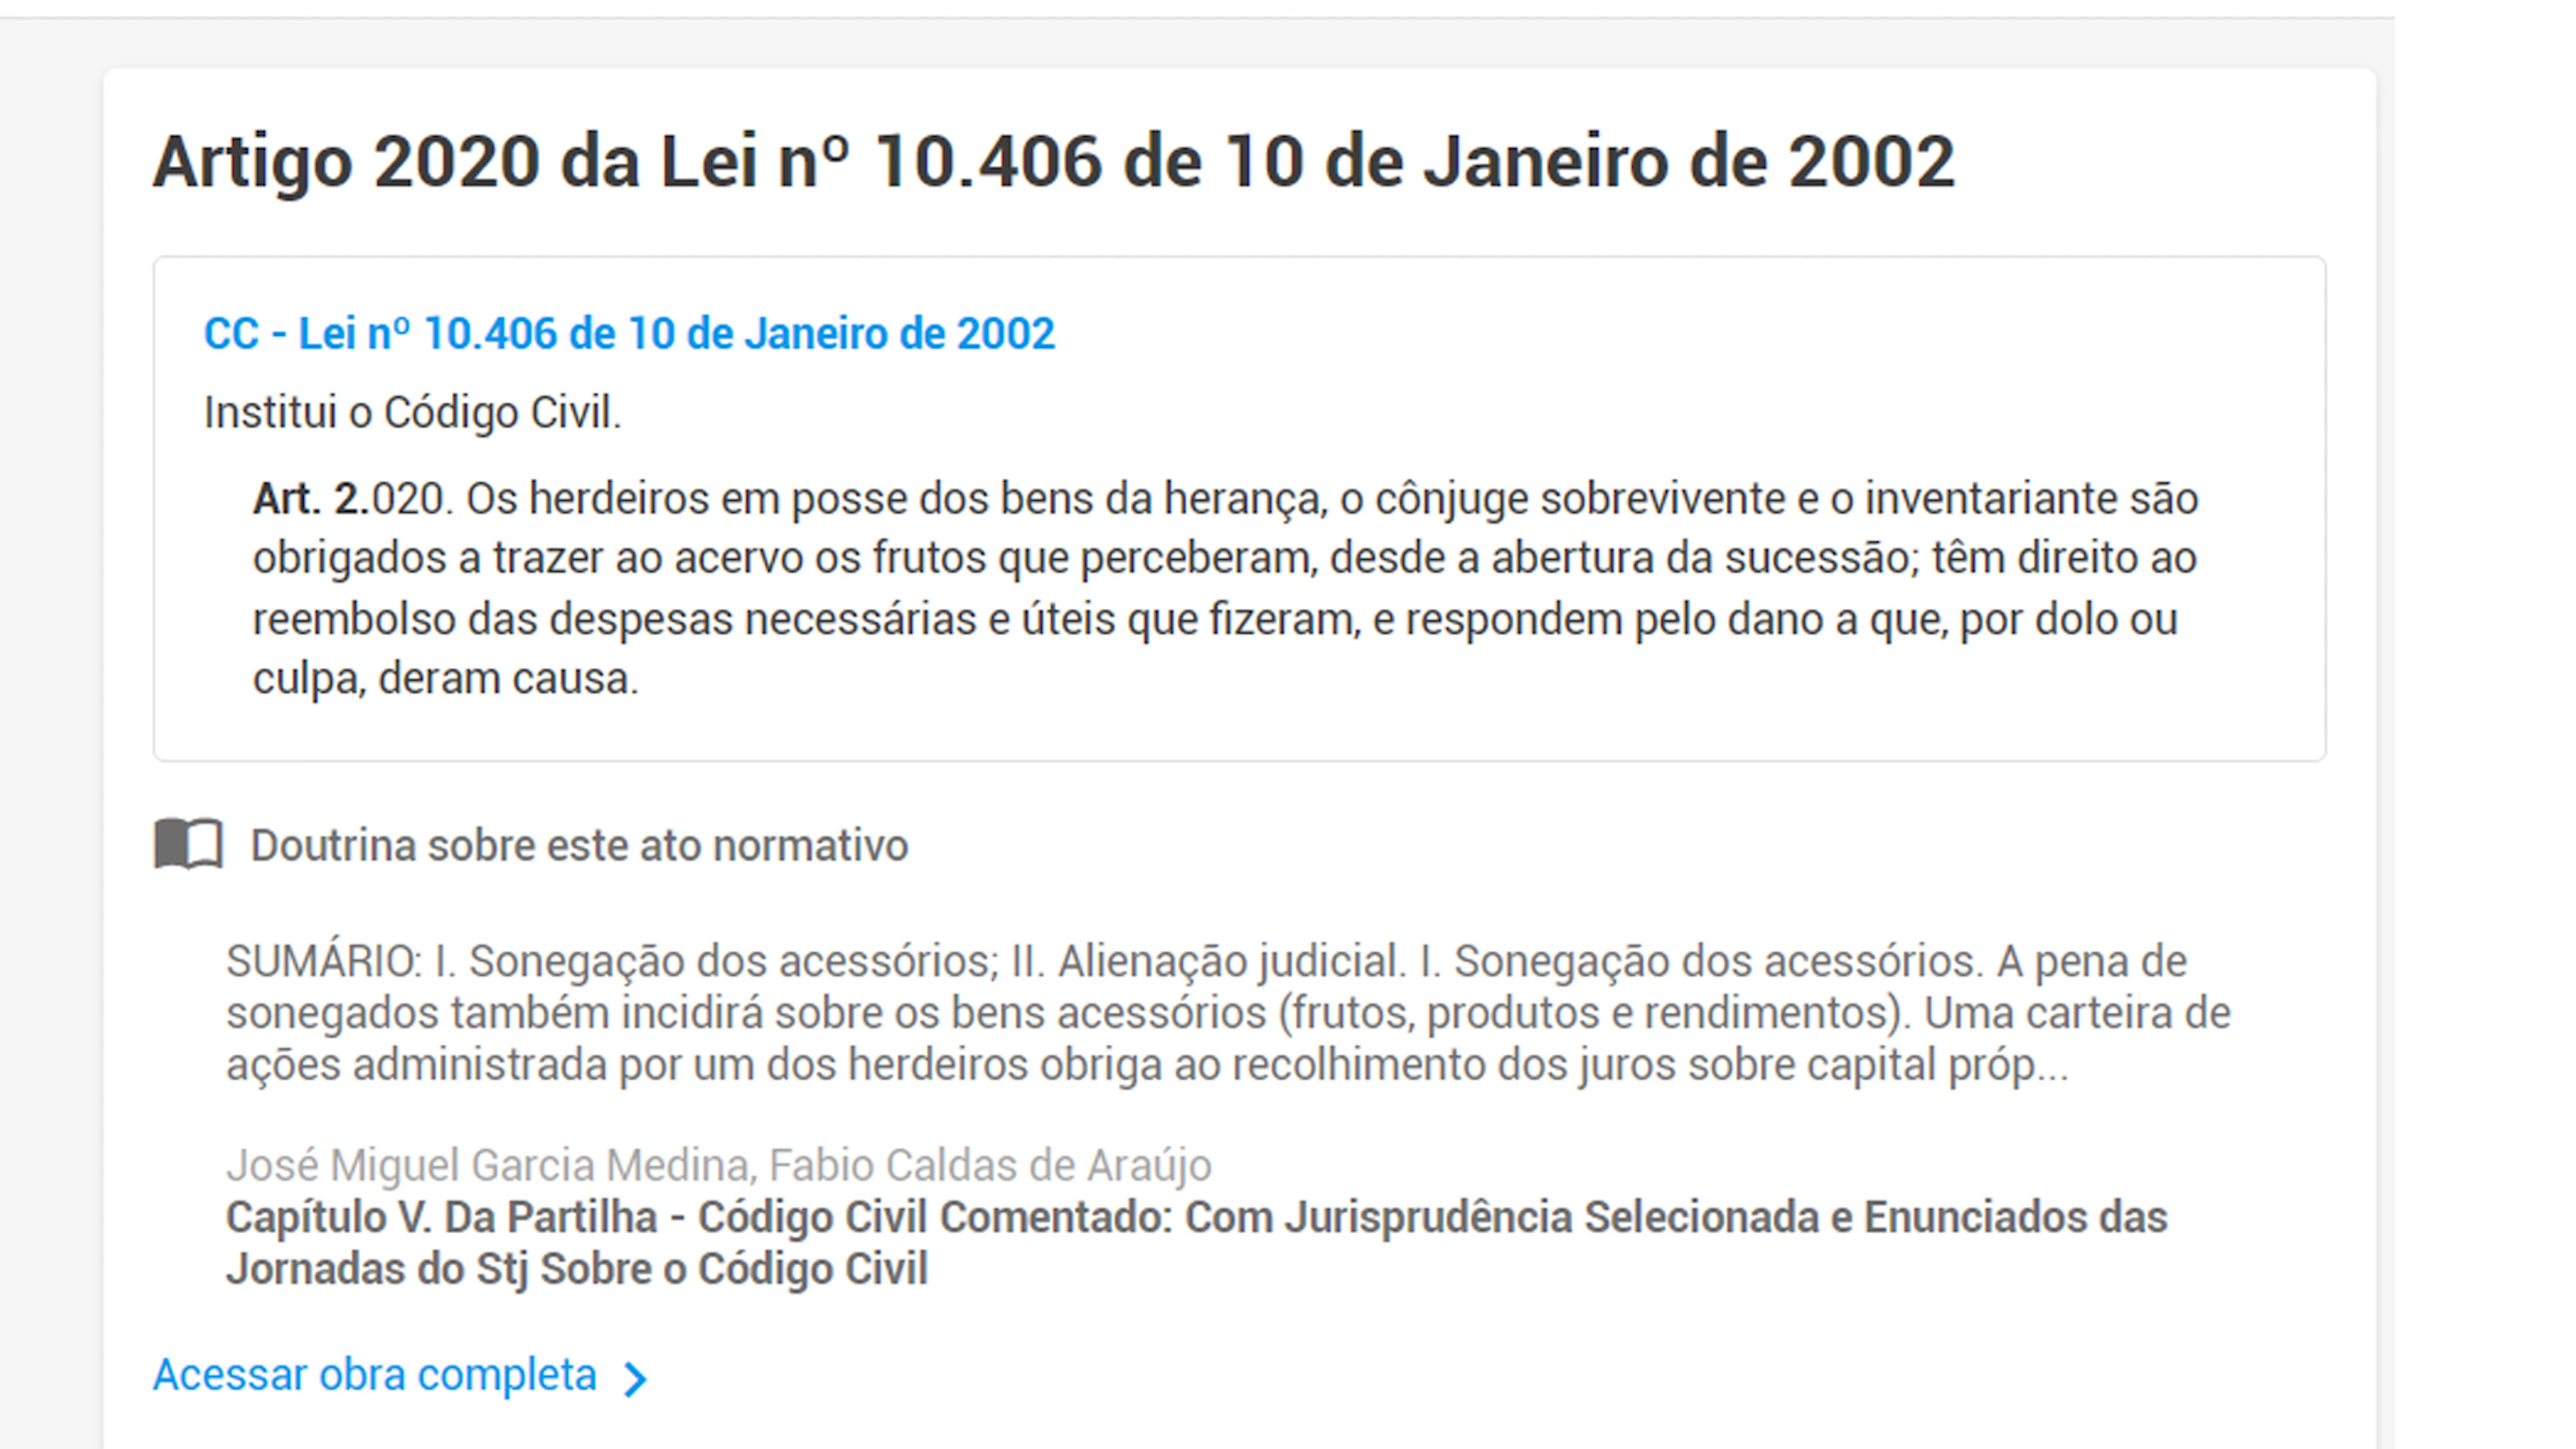 Artigo 2020 da Lei nº 10.406 de 10 de Janeiro de 2002
CC - Lei nº 10.406 de 10 de Janeiro de 2002
Institui o Código Civil.
Art. 2.020. Os herdeiros em posse dos bens da herança, o cônjuge sobrevivente e o inventariante são
obrigados a trazer ao acervo os frutos que perceberam, desde a abertura da sucessão; têm direito ao
reembolso das despesas necessárias e úteis que fizeram, e respondem pelo dano a que, por dolo ou
culpa, deram causa.
Doutrina sobre este ato normativo
SUMÁRIO: I. Sonegação dos acessórios; II. Alienação judicial. I. Sonegação dos acessórios. A pena de
sonegados também incidirá sobre os bens acessórios (frutos, produtos e rendimentos). Uma carteira de
ações administrada por um dos herdeiros obriga ao recolhimento dos juros sobre capital próp...
José Miguel Garcia Medina, Fabio Caldas de Araújo
Capítulo V. Da Partilha - Código Civil Comentado: Com Jurisprudência Selecionada e Enunciados das
Jornadas do Stj Sobre o Código Civil
Acessar obra completa